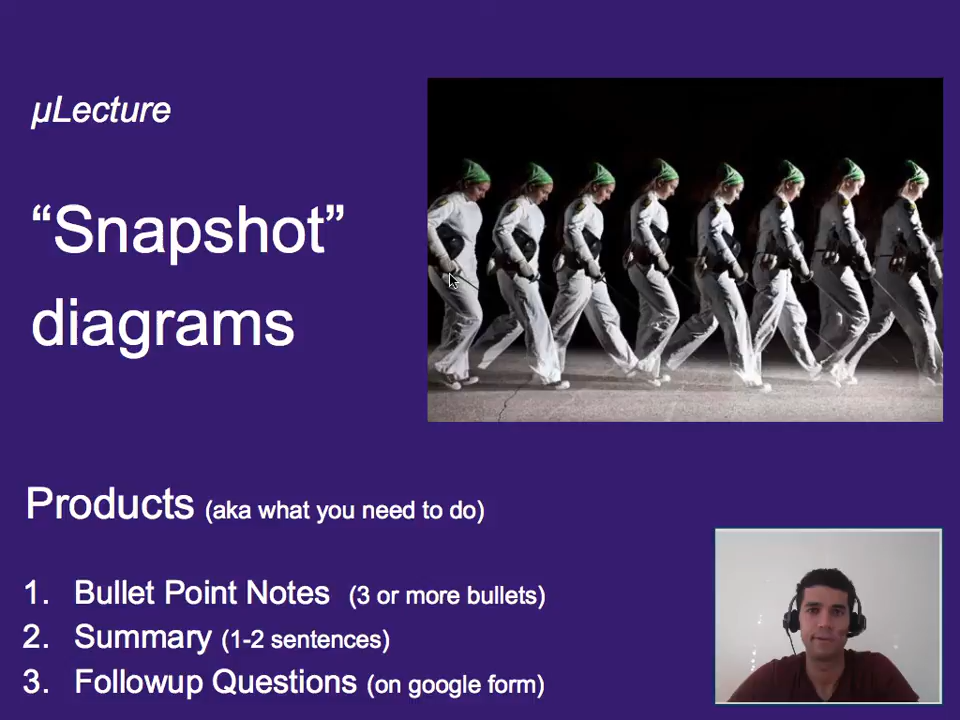 µLecture
“Snapshot”
diagrams
Products (aka what you need to do)
1. Bullet Point Notes (3 or more bullets)
2. Summary (1-2 sentences)
3. Followup Questions (on google form)